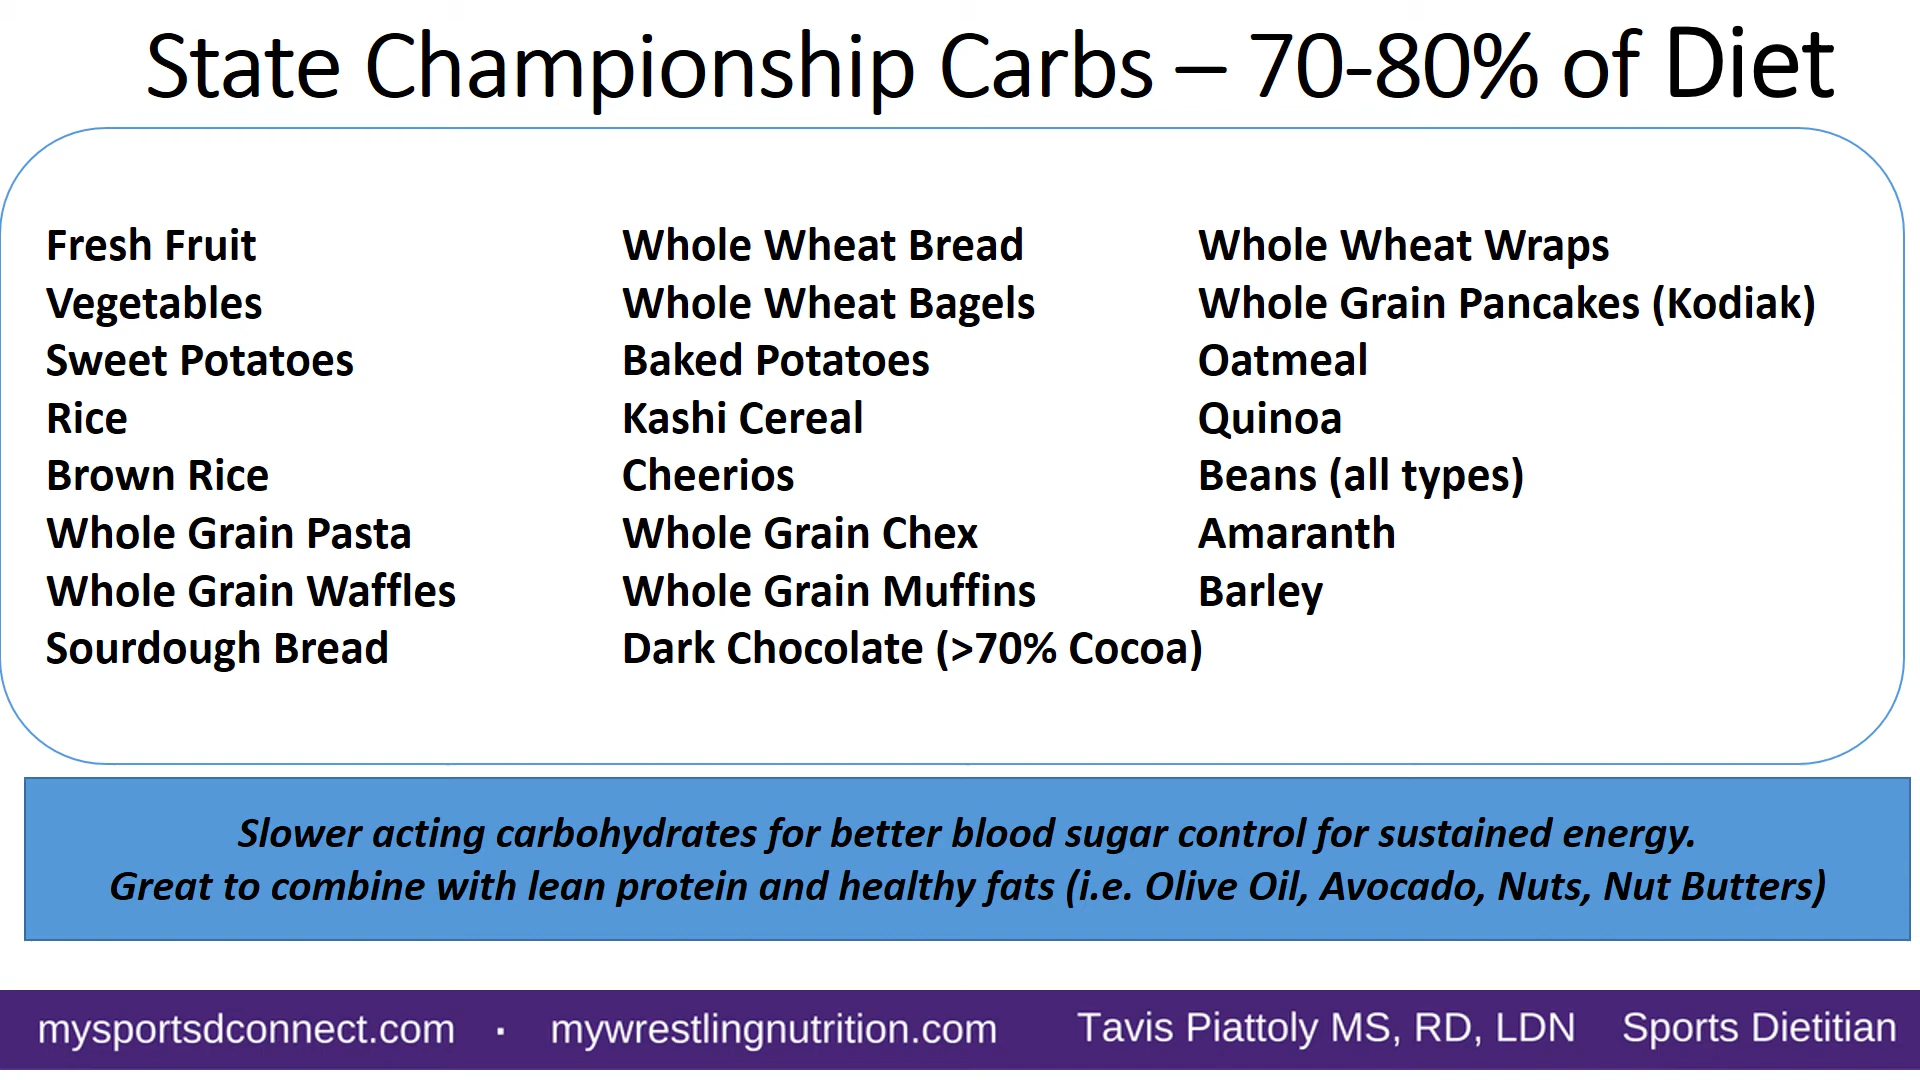 State Championship Carbs – 70-80% of Diet
Fresh Fruit
Vegetables
Sweet Potatoes
Rice
Brown Rice
Whole Grain Pasta
Whole Grain Waffles
Sourdough Bread
Whole Wheat Bread
Whole Wheat Bagels
Baked Potatoes
Kashi Cereal
Cheerios
Whole Grain Chex
Whole Grain Muffins
Dark Chocolate (>70% Cocoa)
Whole Wheat Wraps
Whole Grain Pancakes (Kodiak)
Oatmeal
Quinoa
Beans (all types)
Amaranth
Barley
Slower acting carbohydrates for better blood sugar control for sustained energy.
Great to combine with lean protein and healthy fats (i.e. Olive Oil, Avocado, Nuts, Nut Butters)
mysportsdconnect.com · mywrestlingnutrition.com Tavis Piattoly MS, RD, LDN Sports Dietitian